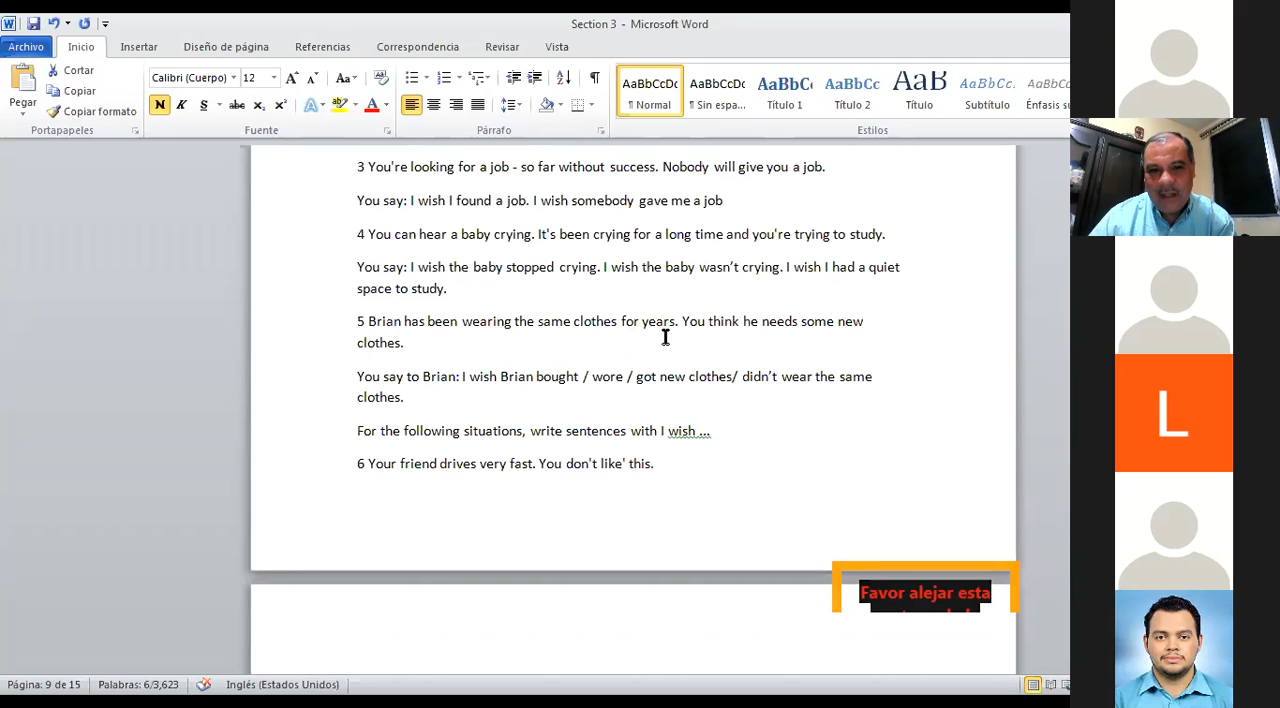 Section 3 - Microsoft Word
Archivo Inicio Insertar Diseño de página Referencias Correspondencia Revisar Vista
Pegar
Cortar
Copiar
Copiar formato
Portapapeles
Calibri (Cuerpo) 12
Fuente
Párrafo
AaBbCcDc AaBbCcDc AaBbC AaBbCc AaB AaBbCc. AaBbCcDc
¶ Normal ¶ Sin espa... Título 1 Título 2 Título Subtítulo Énfasis su
Estilos
3 You're looking for a job - so far without success. Nobody will give you a job.
You say: I wish I found a job. I wish somebody gave me a job
4 You can hear a baby crying. It's been crying for a long time and you're trying to study.
You say: I wish the baby stopped crying. I wish the baby wasn’t crying. I wish I had a quiet
space to study.
5 Brian has been wearing the same clothes for years. You think he needs some new
clothes.
You say to Brian: I wish Brian bought / wore / got new clothes/ didn’t wear the same
clothes.
For the following situations, write sentences with I wish ...
6 Your friend drives very fast. You don't like' this.
Favor alejar esta
L
Página: 9 de 15 Palabras: 6/3,623 Inglés (Estados Unidos)